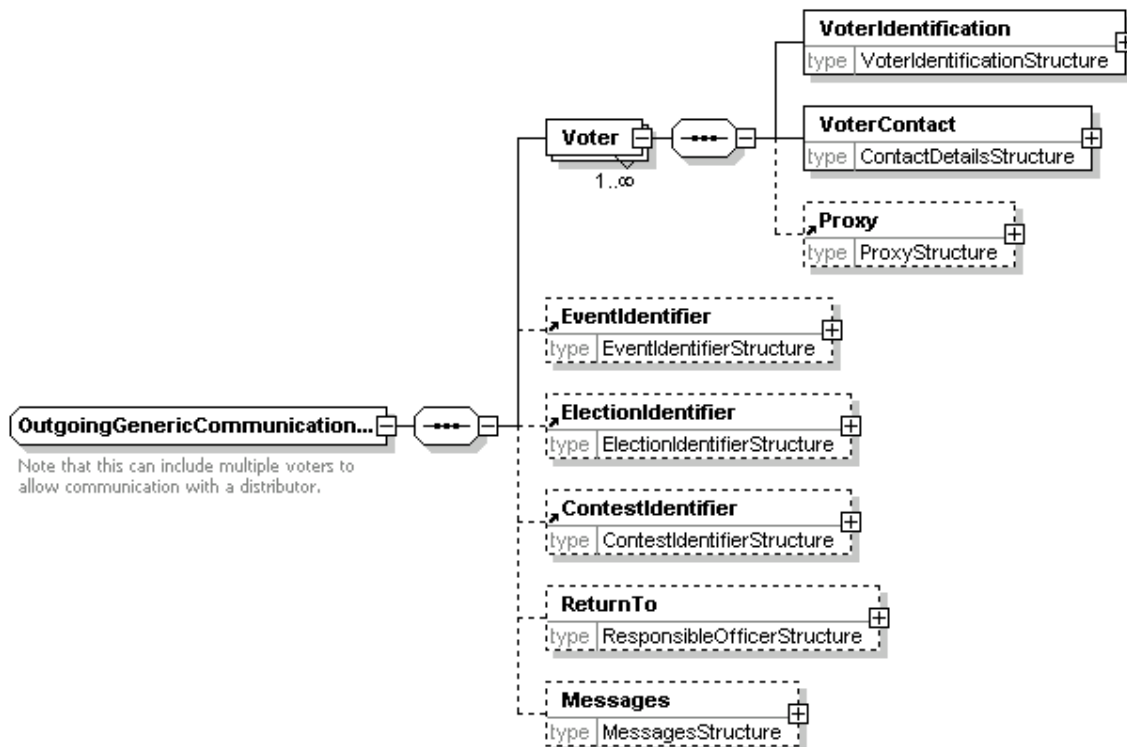 VoterIdentification
type VoterIdentificationStructure
Voter
1..∞
VoterContact
type ContactDetailsStructure
Proxy
type ProxyStructure
EventIdentifier
type EventIdentifierStructure
OutgoingGenericCommunication...
Note that this can include multiple voters to
allow communication with a distributor.
ElectionIdentifier
type ElectionIdentifierStructure
ContestIdentifier
type ContestIdentifierStructure
ReturnTo
type ResponsibleOfficerStructure
Messages
type MessagesStructure